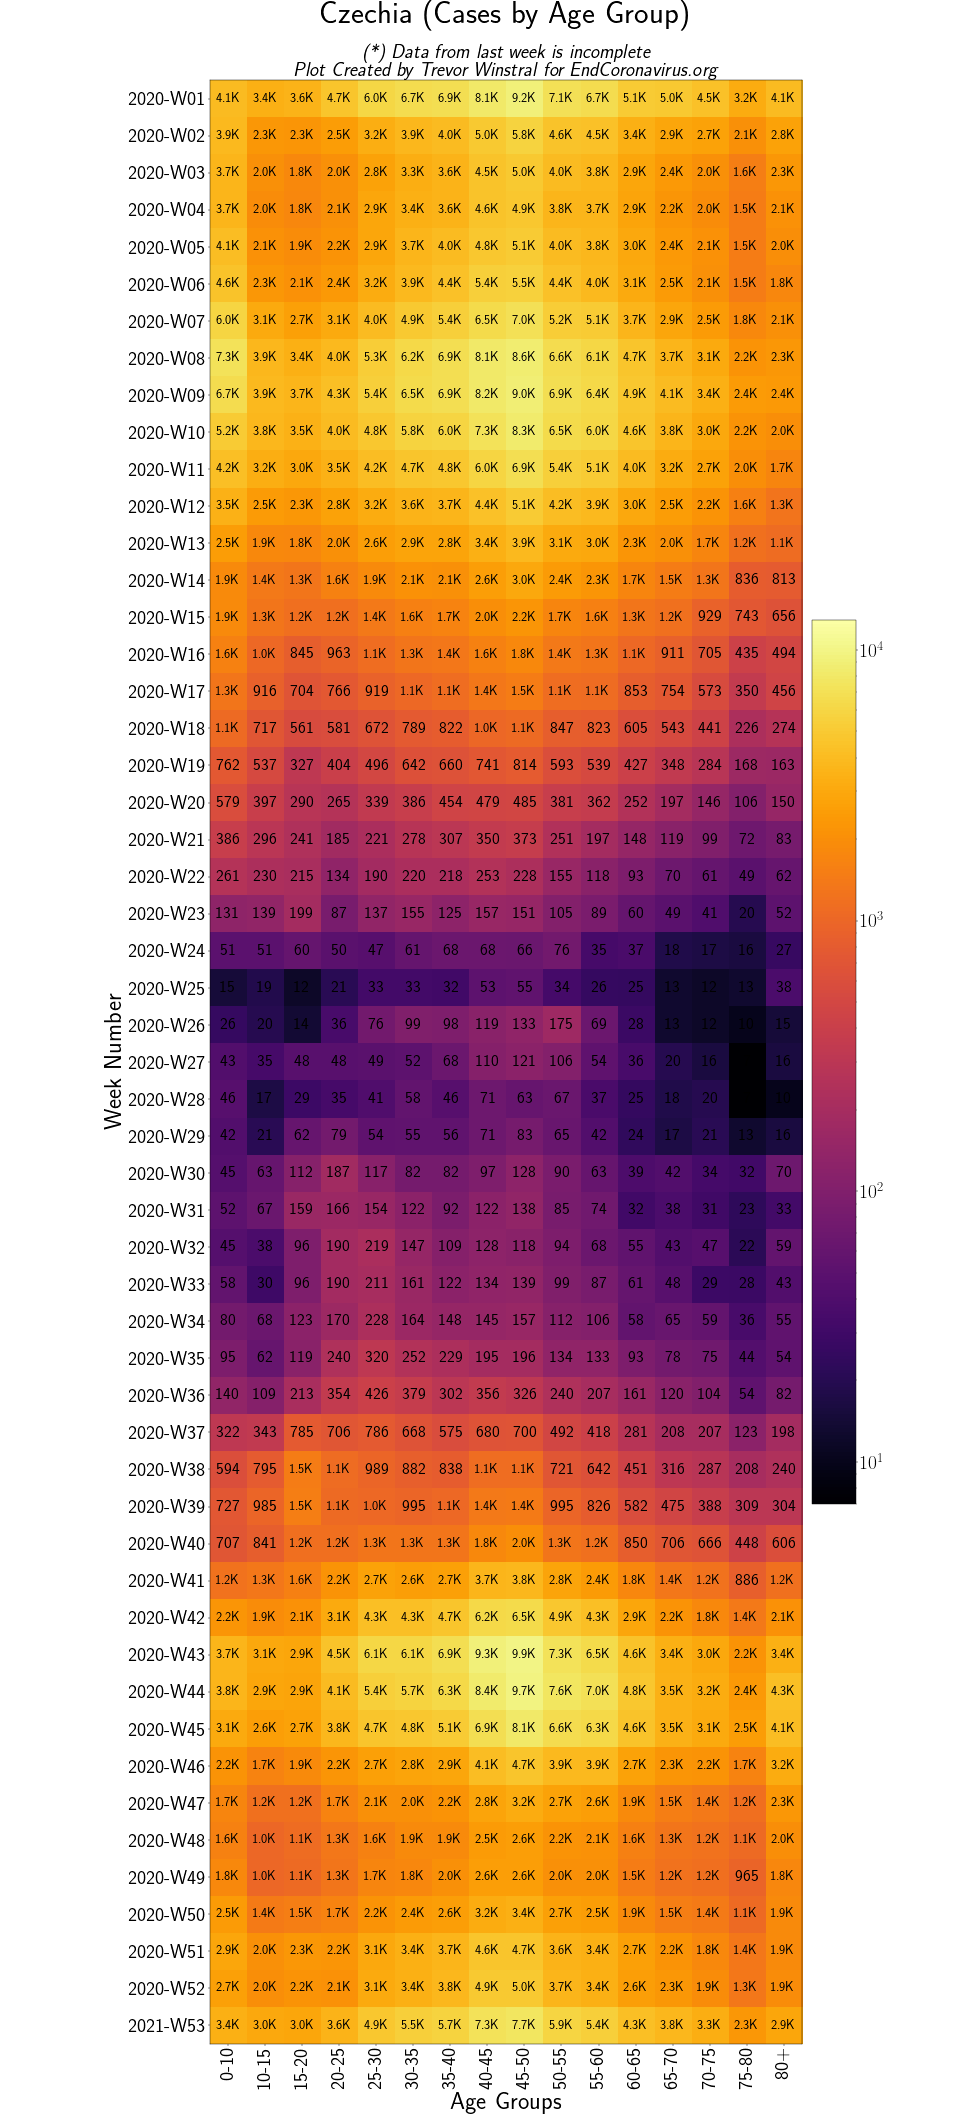 Czechia (Cases by Age Group)
(*) Data from last week is incomplete
Plot Created by Trevor Winstral for EndCoronavirus.org
2020-W01 4.1K 3.4K 3.6K 4.7K 6.0K 6.7K 6.9K 8.1K 9.2K 7.1K 6.7K 5.1K 5.0K 4.5K 3.2K 4.1K
2020-W02 3.9K 2.3K 2.3K 2.5K 3.2K 3.9K 4.0K 5.0K 5.8K 4.6K 4.5K 3.4K 2.9K 2.7K 2.1K 2.8K
2020-W03 3.7K 2.0K 1.8K 2.0K 2.8K 3.3K 3.6K 4.5K 5.0K 4.0K 3.8K 2.9K 2.4K 2.0K 1.6K 2.3K
2020-W04 3.7K 2.0K 1.8K 2.1K 2.9K 3.4K 3.6K 4.6K 4.9K 3.8K 3.7K 2.9K 2.2K 2.0K 1.5K 2.1K
2020-W05 4.1K 2.1K 1.9K 2.2K 2.9K 3.7K 4.0K 4.8K 5.1K 4.0K 3.8K 3.0K 2.4K 2.1K 1.5K 2.0K
2020-W06 4.6K 2.3K 2.1K 2.4K 3.2K 3.9K 4.4K 5.4K 5.5K 4.4K 4.0K 3.1K 2.5K 2.1K 1.5K 1.8K
2020-W07 6.0K 3.1K 2.7K 3.1K 4.0K 4.9K 5.4K 6.5K 7.0K 5.2K 5.1K 3.7K 2.9K 2.5K 1.8K 2.1K
2020-W08 7.3K 3.9K 3.4K 4.0K 5.3K 6.2K 6.9K 8.1K 8.6K 6.6K 6.1K 4.7K 3.7K 3.1K 2.2K 2.3K
2020-W09 6.7K 3.9K 3.7K 4.3K 5.4K 6.5K 6.9K 8.2K 9.0K 6.9K 6.4K 4.9K 4.1K 3.4K 2.4K 2.4K
2020-W10 5.2K 3.8K 3.5K 4.0K 4.8K 5.8K 6.0K 7.3K 8.3K 6.5K 6.0K 4.6K 3.8K 3.0K 2.2K 2.0K
2020-W11 4.2K 3.2K 3.0K 3.5K 4.2K 4.7K 4.8K 6.0K 6.9K 5.4K 5.1K 4.0K 3.2K 2.7K 2.0K 1.7K
2020-W12 3.5K 2.5K 2.3K 2.8K 3.2K 3.6K 3.7K 4.4K 5.1K 4.2K 3.9K 3.0K 2.5K 2.2K 1.6K 1.3K
2020-W13 2.5K 1.9K 1.8K 2.0K 2.6K 2.9K 2.8K 3.4K 3.9K 3.1K 3.0K 2.3K 2.0K 1.7K 1.2K 1.1K
2020-W14 1.9K 1.4K 1.3K 1.6K 1.9K 2.1K 2.1K 2.6K 3.0K 2.4K 2.3K 1.7K 1.5K 1.3K 836 813
2020-W15 1.9K 1.3K 1.2K 1.2K 1.4K 1.6K 1.7K 2.0K 2.2K 1.7K 1.6K 1.3K 1.2K 929 743 656
2020-W16 1.6K 1.0K 845 963 1.1K 1.3K 1.4K 1.6K 1.8K 1.4K 1.3K 1.1K 911 705 435 494
2020-W17 1.3K 916 704 766 919 1.1K 1.1K 1.4K 1.5K 1.1K 1.1K 853 754 573 350 456
2020-W18 1.1K 717 561 581 672 789 822 1.0K 1.1K 847 823 605 543 441 226 274
2020-W19 762 537 327 404 496 642 660 741 814 593 539 427 348 284 168 163
2020-W20 579 397 290 265 339 386 454 479 485 381 362 252 197 146 106 150
2020-W21 386 296 241 185 221 278 307 350 373 251 197 148 119 99 72 83
2020-W22 261 230 215 134 190 220 218 253 228 155 118 93 70 61 49 62
2020-W23 131 139 199 87 137 155 125 157 151 105 89 60 49 41 20 52
2020-W24 51 51 60 50 47 61 68 68 66 76 35 37 18 17 16 27
2020-W25 15 19 12 21 33 33 32 53 55 34 26 25 13 12 13 38
2020-W26 26 20 14 36 76 99 98 119 133 175 69 28 13 12 10 15
2020-W27 43 35 48 48 49 52 68 110 121 106 54 36 20 16 16
2020-W28 46 17 29 35 41 58 46 71 63 67 37 25 18 20 10
2020-W29 42 21 62 79 54 55 56 71 83 65 42 24 17 21 13 16
2020-W30 45 63 112 187 117 82 82 97 128 90 63 39 42 34 32 70
2020-W31 52 67 159 166 154 122 92 122 138 85 74 32 38 31 23 33
2020-W32 45 38 96 190 219 147 109 128 118 94 68 55 43 47 22 59
2020-W33 58 30 96 190 211 161 122 134 139 99 87 61 48 29 28 43
2020-W34 80 68 123 170 228 164 148 145 157 112 106 58 65 59 36 55
2020-W35 95 62 119 240 320 252 229 195 196 134 133 93 78 75 44 54
2020-W36 140 109 213 354 426 379 302 356 326 240 207 161 120 104 54 82
2020-W37 322 343 785 706 786 668 575 680 700 492 418 281 208 207 123 198
2020-W38 594 795 1.5K 1.1K 989 882 838 1.1K 1.1K 721 642 451 316 287 208 240
2020-W39 727 985 1.5K 1.1K 1.0K 995 1.1K 1.4K 1.4K 995 826 582 475 388 309 304
2020-W40 707 841 1.2K 1.2K 1.3K 1.3K 1.3K 1.8K 2.0K 1.3K 1.2K 850 706 666 448 606
2020-W41 1.2K 1.3K 1.6K 2.2K 2.7K 2.6K 2.7K 3.7K 3.8K 2.8K 2.4K 1.8K 1.4K 1.2K 886 1.2K
2020-W42 2.2K 1.9K 2.1K 3.1K 4.3K 4.3K 4.7K 6.2K 6.5K 4.9K 4.3K 2.9K 2.2K 1.8K 1.4K 2.1K
2020-W43 3.7K 3.1K 2.9K 4.5K 6.1K 6.1K 6.9K 9.3K 9.9K 7.3K 6.5K 4.6K 3.4K 3.0K 2.2K 3.4K
2020-W44 3.8K 2.9K 2.9K 4.1K 5.4K 5.7K 6.3K 8.4K 9.7K 7.6K 7.0K 4.8K 3.5K 3.2K 2.4K 4.3K
2020-W45 3.1K 2.6K 2.7K 3.8K 4.7K 4.8K 5.1K 6.9K 8.1K 6.6K 6.3K 4.6K 3.5K 3.1K 2.5K 4.1K
2020-W46 2.2K 1.7K 1.9K 2.2K 2.7K 2.8K 2.9K 4.1K 4.7K 3.9K 3.9K 2.7K 2.3K 2.2K 1.7K 3.2K
2020-W47 1.7K 1.2K 1.2K 1.7K 2.1K 2.0K 2.2K 2.8K 3.2K 2.7K 2.6K 1.9K 1.5K 1.4K 1.2K 2.3K
2020-W48 1.6K 1.0K 1.1K 1.3K 1.6K 1.9K 1.9K 2.5K 2.6K 2.2K 2.1K 1.6K 1.3K 1.2K 1.1K 2.0K
2020-W49 1.8K 1.0K 1.1K 1.3K 1.7K 1.8K 2.0K 2.6K 2.6K 2.0K 2.0K 1.5K 1.2K 1.2K 965 1.8K
2020-W50 2.5K 1.4K 1.5K 1.7K 2.2K 2.4K 2.6K 3.2K 3.4K 2.7K 2.5K 1.9K 1.5K 1.4K 1.1K 1.9K
2020-W51 2.9K 2.0K 2.3K 2.2K 3.1K 3.4K 3.7K 4.6K 4.7K 3.6K 3.4K 2.7K 2.2K 1.8K 1.4K 1.9K
2020-W52 2.7K 2.0K 2.2K 2.1K 3.1K 3.4K 3.8K 4.9K 5.0K 3.7K 3.4K 2.6K 2.3K 1.9K 1.3K 1.9K
2021-W53 3.4K 3.0K 3.0K 3.6K 4.9K 5.5K 5.7K 7.3K 7.7K 5.9K 5.4K 4.3K 3.8K 3.3K 2.3K 2.9K
0-10 10-15 15-20 20-25 25-30 30-35 35-40 40-45 45-50 50-55 55-60 60-65 65-70 70-75 75-80 80+
Age Groups
Week Number
10⁴
10³
10²
10¹